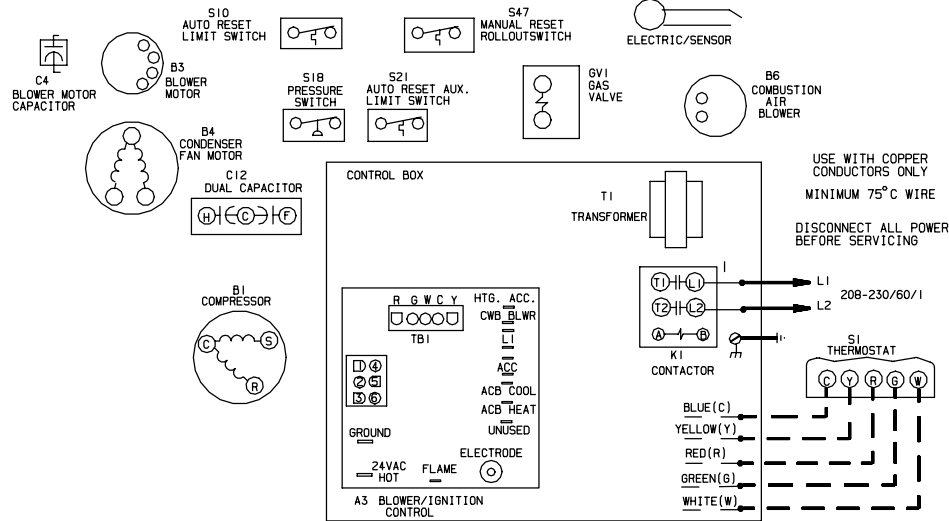 S10
AUTO RESET
LIMIT SWITCH
S47
MANUAL RESET
ROLLOUTSWITCH
ELECTRIC/SENSOR
C4
BLOWER MOTOR
CAPACITOR
B3
BLOWER
MOTOR
S18
PRESSURE
SWITCH
S21
AUTO RESET AUX.
LIMIT SWITCH
GV1
GAS
VALVE
B6
COMBUSTION
AIR
BLOWER
B4
CONDENSER
FAN MOTOR
C12
DUAL CAPACITOR
H C F
CONTROL BOX
T1
TRANSFORMER
USE WITH COPPER
CONDUCTORS ONLY
MINIMUM 75°C WIRE
DISCONNECT ALL POWER
BEFORE SERVICING
1
T1 L1
T2 L2
A B
K1
CONTACTOR
L1
208-230/60/1
L2
B1
COMPRESSOR
C S
R
R G W C Y
TB1
HTG. ACC.
CWB BLWR
L1
ACC
ACB COOL
ACB HEAT
UNUSED
1 4
2 5
3 6
GROUND
24VAC
HOT
FLAME
ELECTRODE
A3 BLOWER/IGNITION
CONTROL
S1
THERMOSTAT
C Y R G W
BLUE(C)
YELLOW(Y)
RED(R)
GREEN(G)
WHITE(W)